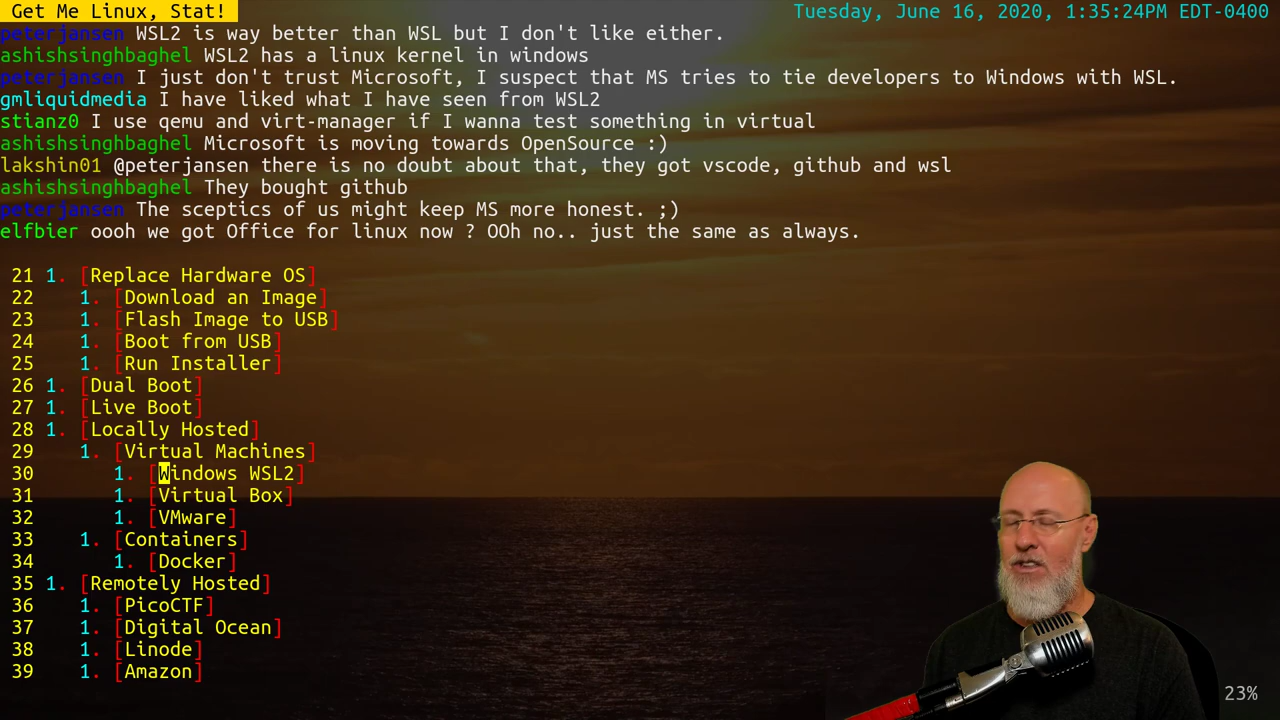 Get Me Linux, Stat!
Tuesday, June 16, 2020, 1:35:24PM EDT-0400
peterjansen WSL2 is way better than WSL but I don't like either.
ashishsinghbaghel WSL2 has a linux kernel in windows
peterjansen I just don't trust Microsoft, I suspect that MS tries to tie developers to Windows with WSL.
gmliquidmedia I have liked what I have seen from WSL2
stianz0 I use qemu and virt-manager if I wanna test something in virtual
ashishsinghbaghel Microsoft is moving towards OpenSource :)
lakshin01 @peterjansen there is no doubt about that, they got vscode, github and wsl
ashishsinghbaghel They bought github
peterjansen The sceptics of us might keep MS more honest. ;)
elfbier oooh we got Office for linux now ? OOh no.. just the same as always.
21 1. [Replace Hardware OS]
22 1. [Download an Image]
23 1. [Flash Image to USB]
24 1. [Boot from USB]
25 1. [Run Installer]
26 1. [Dual Boot]
27 1. [Live Boot]
28 1. [Locally Hosted]
29 1. [Virtual Machines]
30 1. [Windows WSL2]
31 1. [Virtual Box]
32 1. [VMware]
33 1. [Containers]
34 1. [Docker]
35 1. [Remotely Hosted]
36 1. [PicoCTF]
37 1. [Digital Ocean]
38 1. [Linode]
39 1. [Amazon]
23%